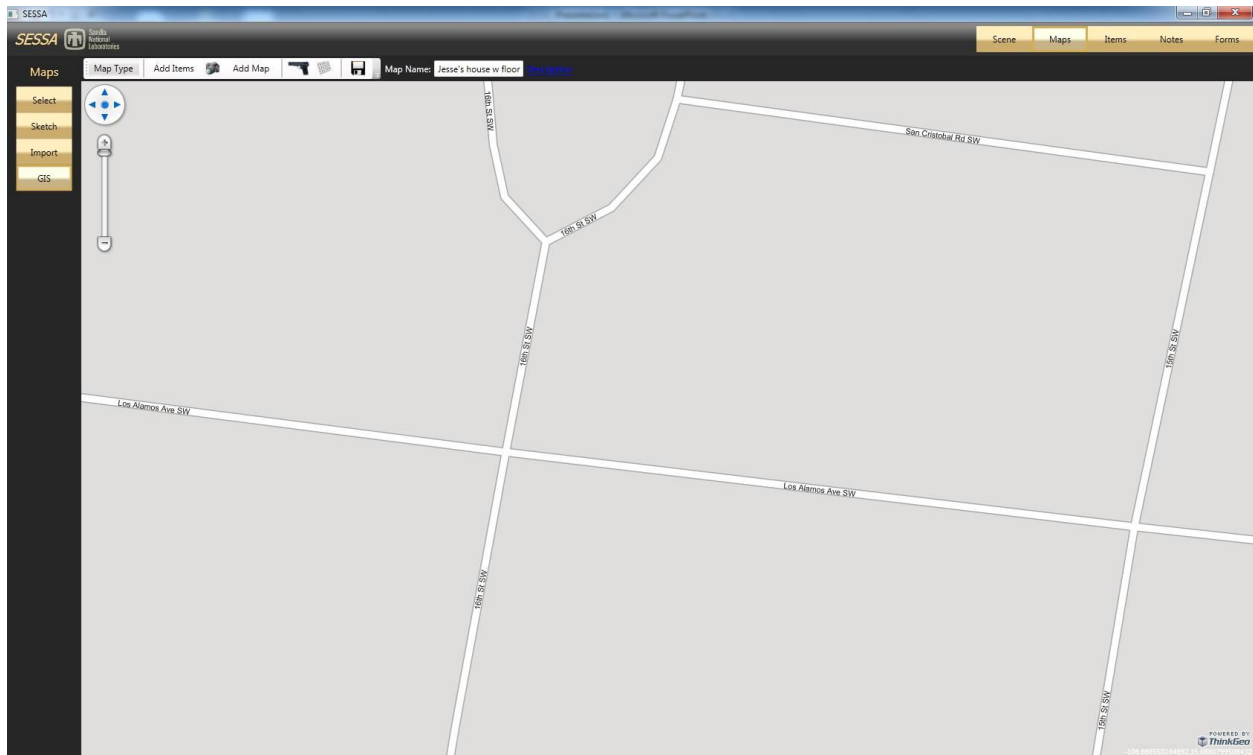 SESSA
SESSA Sandia National Laboratories
Scene Maps Items Notes Forms
Maps
Map Type Add Items Add Map Map Name: Jesse's house w floor
Select
Sketch
Import
GIS
16th St SW
San Cristobal Rd SW
16th St SW
16th St SW
15th St SW
Los Alamos Ave SW
Los Alamos Ave SW
16th St SW
15th St SW
POWERED BY
ThinkGeo